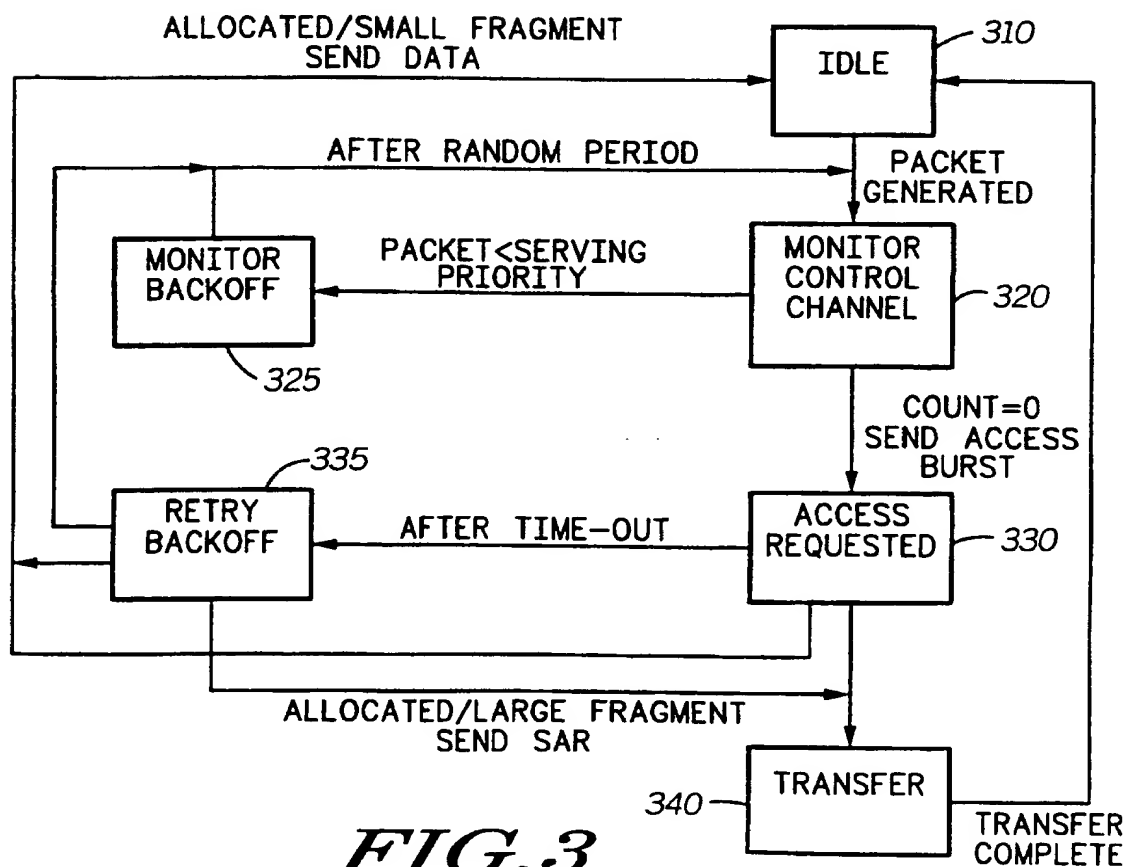 ALLOCATED/SMALL FRAGMENT
SEND DATA
310
IDLE
AFTER RANDOM PERIOD
PACKET
GENERATED
MONITOR
BACKOFF
PACKET<SERVING
PRIORITY
MONITOR
CONTROL
CHANNEL
320
325
COUNT=0
SEND ACCESS
BURST
335
RETRY
BACKOFF
AFTER TIME-OUT
ACCESS
REQUESTED
330
ALLOCATED/LARGE FRAGMENT
SEND SAR
TRANSFER
340
TRANSFER
COMPLETE
FIG.3